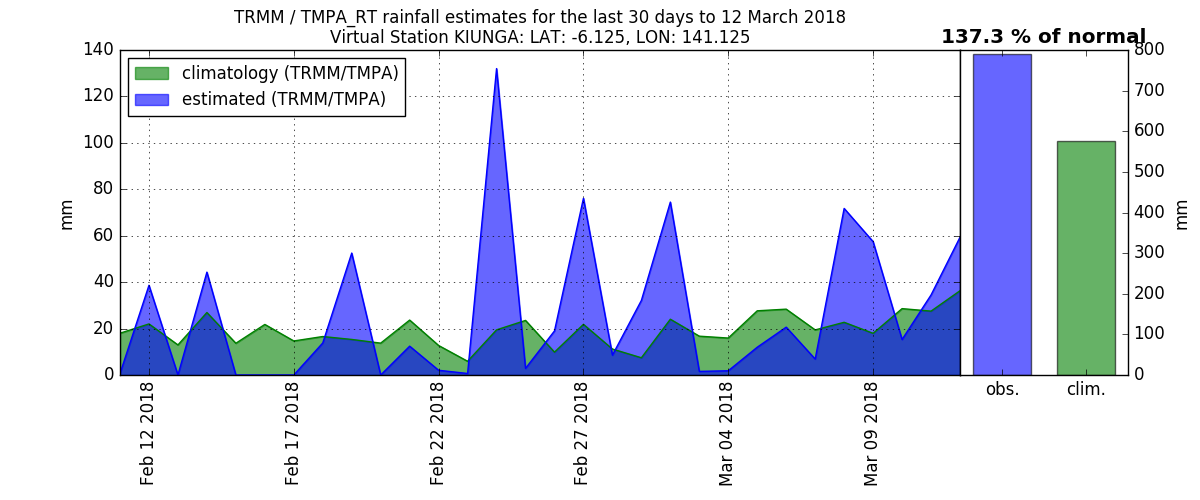 TRMM / TMPA_RT rainfall estimates for the last 30 days to 12 March 2018
Virtual Station KIUNGA: LAT: -6.125, LON: 141.125
137.3 % of normal
climatology (TRMM/TMPA)
estimated (TRMM/TMPA)
mm
140
120
100
80
60
40
20
0
Feb 12 2018
Feb 17 2018
Feb 22 2018
Feb 27 2018
Mar 04 2018
Mar 09 2018
obs.
clim.
800
700
600
500
400
300
200
100
0
mm